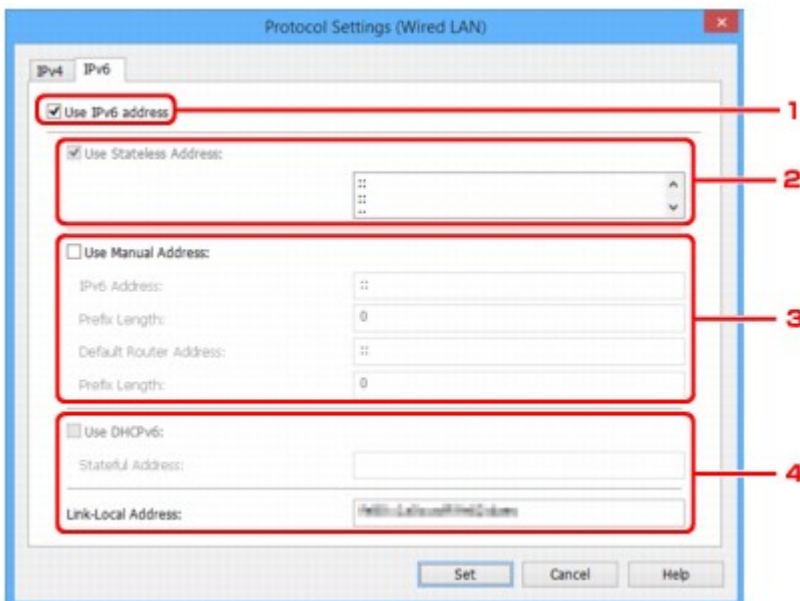 Protocol Settings (Wired LAN)
IPv4 IPv6
Use IPv6 address
1
Use Stateless Address:
::
::
::
2
Use Manual Address:
IPv6 Address: ::
Prefix Length: 0
3
Default Router Address: ::
Prefix Length: 0
Use DHCPv6:
Stateful Address:
4
Link-Local Address:
Set Cancel Help